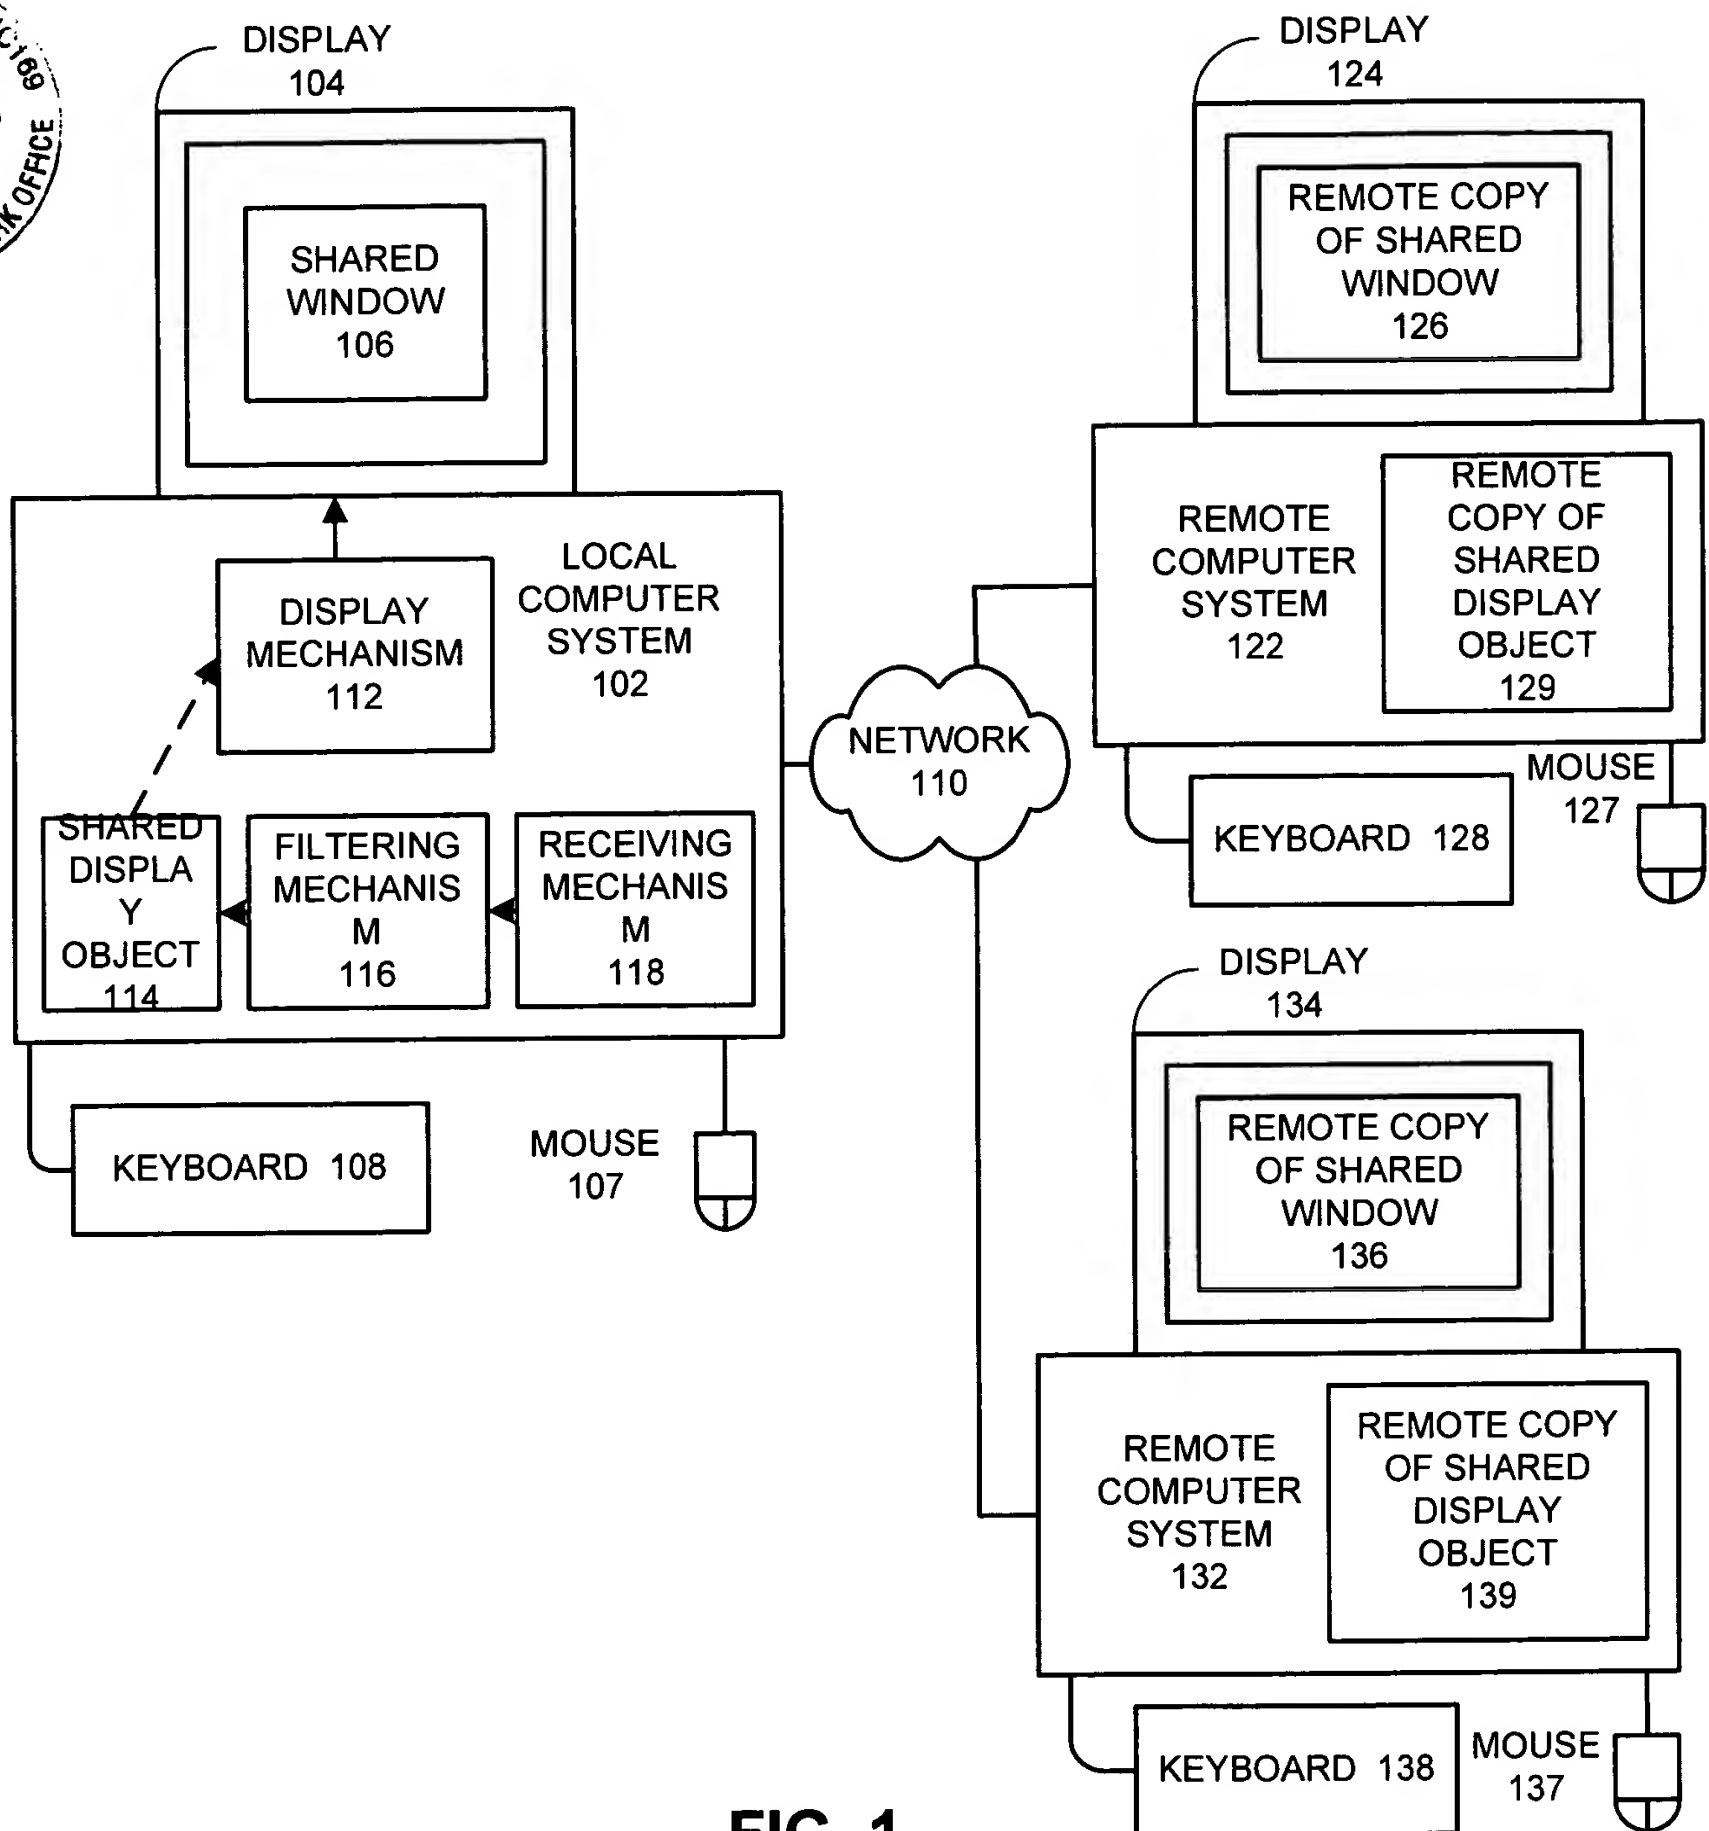 DISPLAY
104
SHARED
WINDOW
106
LOCAL
COMPUTER
SYSTEM
102
DISPLAY
MECHANISM
112
SHARED
DISPLA
Y
OBJECT
114
FILTERING
MECHANIS
M
116
RECEIVING
MECHANIS
M
118
KEYBOARD 108
MOUSE
107
NETWORK
110
DISPLAY
124
REMOTE COPY
OF SHARED
WINDOW
126
REMOTE
COMPUTER
SYSTEM
122
REMOTE
COPY OF
SHARED
DISPLAY
OBJECT
129
KEYBOARD 128
MOUSE
127
DISPLAY
134
REMOTE COPY
OF SHARED
WINDOW
136
REMOTE
COMPUTER
SYSTEM
132
REMOTE COPY
OF SHARED
DISPLAY
OBJECT
139
KEYBOARD 138
MOUSE
137
FIG. 1
OFFICE